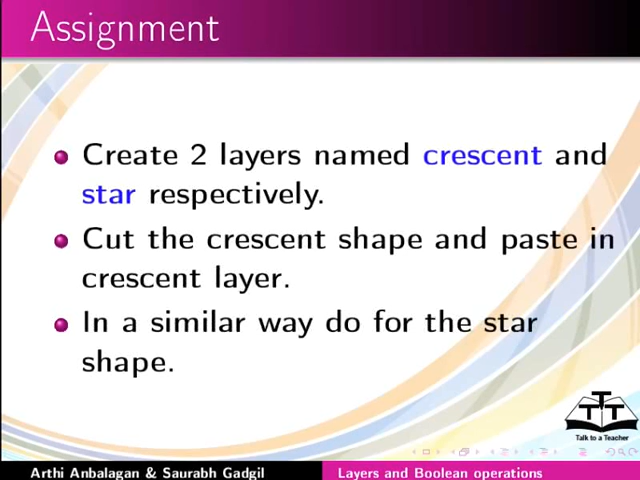 Assignment
Create 2 layers named crescent and
star respectively.
Cut the crescent shape and paste in
crescent layer.
In a similar way do for the star
shape.
TTT
Talk to a Teacher
Arthi Anbalagan & Saurabh Gadgil
Layers and Boolean operations